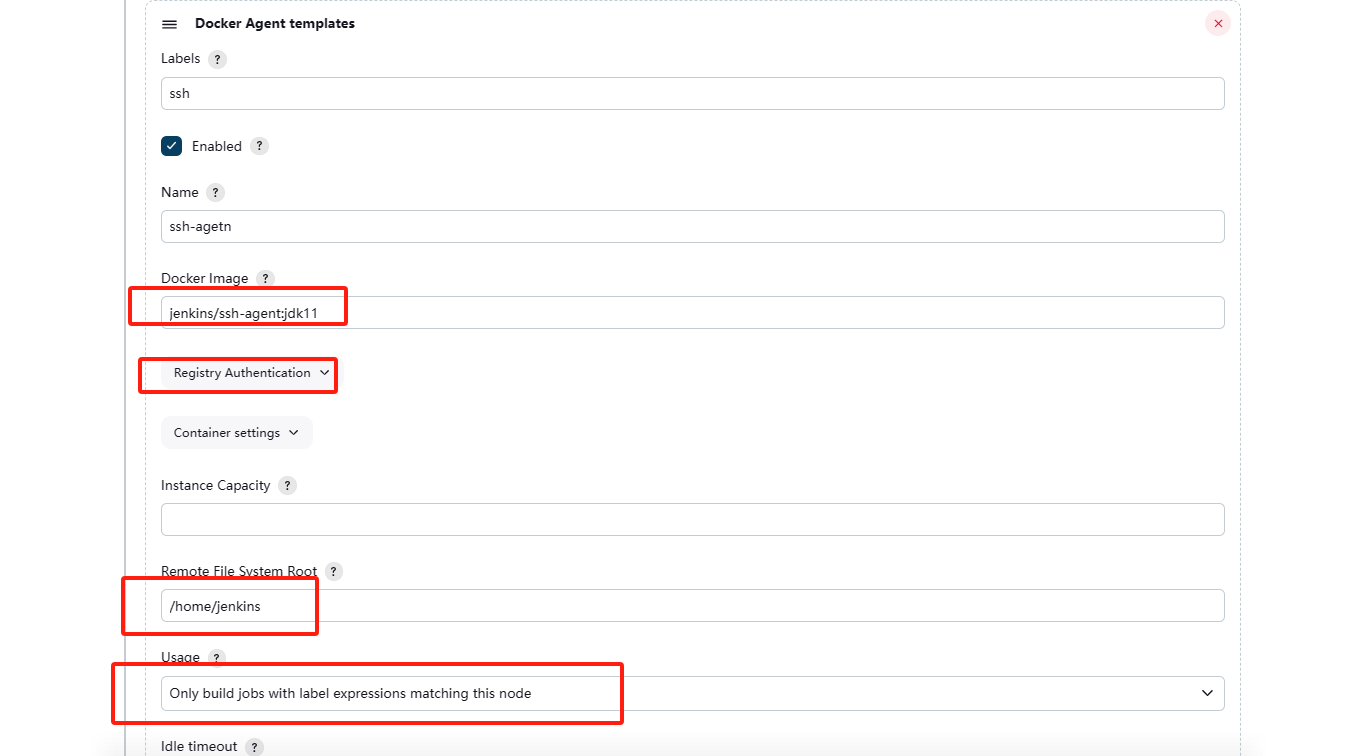 Docker Agent templates
Labels ?
ssh
Enabled ?
Name ?
ssh-agetn
Docker Image ?
jenkins/ssh-agent:jdk11
Registry Authentication
Container settings
Instance Capacity ?
Remote File System Root ?
/home/jenkins
Usage ?
Only build jobs with label expressions matching this node
Idle timeout ?